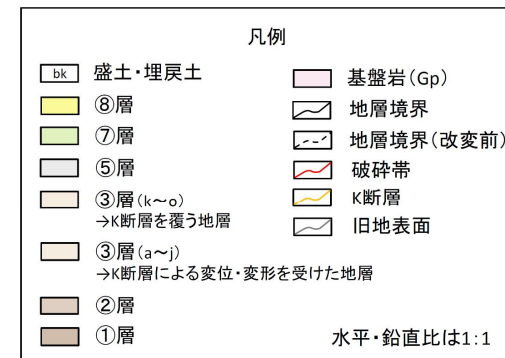 凡例
bk 盛土・埋戻土
⑧層
⑦層
⑤層
③層(k~o)
→K断層を覆う地層
③層(a~j)
→K断層による変位・変形を受けた地層
②層
①層
基盤岩(Gp)
地層境界
地層境界(改変前)
破砕帯
K断層
旧地表面
水平・鉛直比は1:1